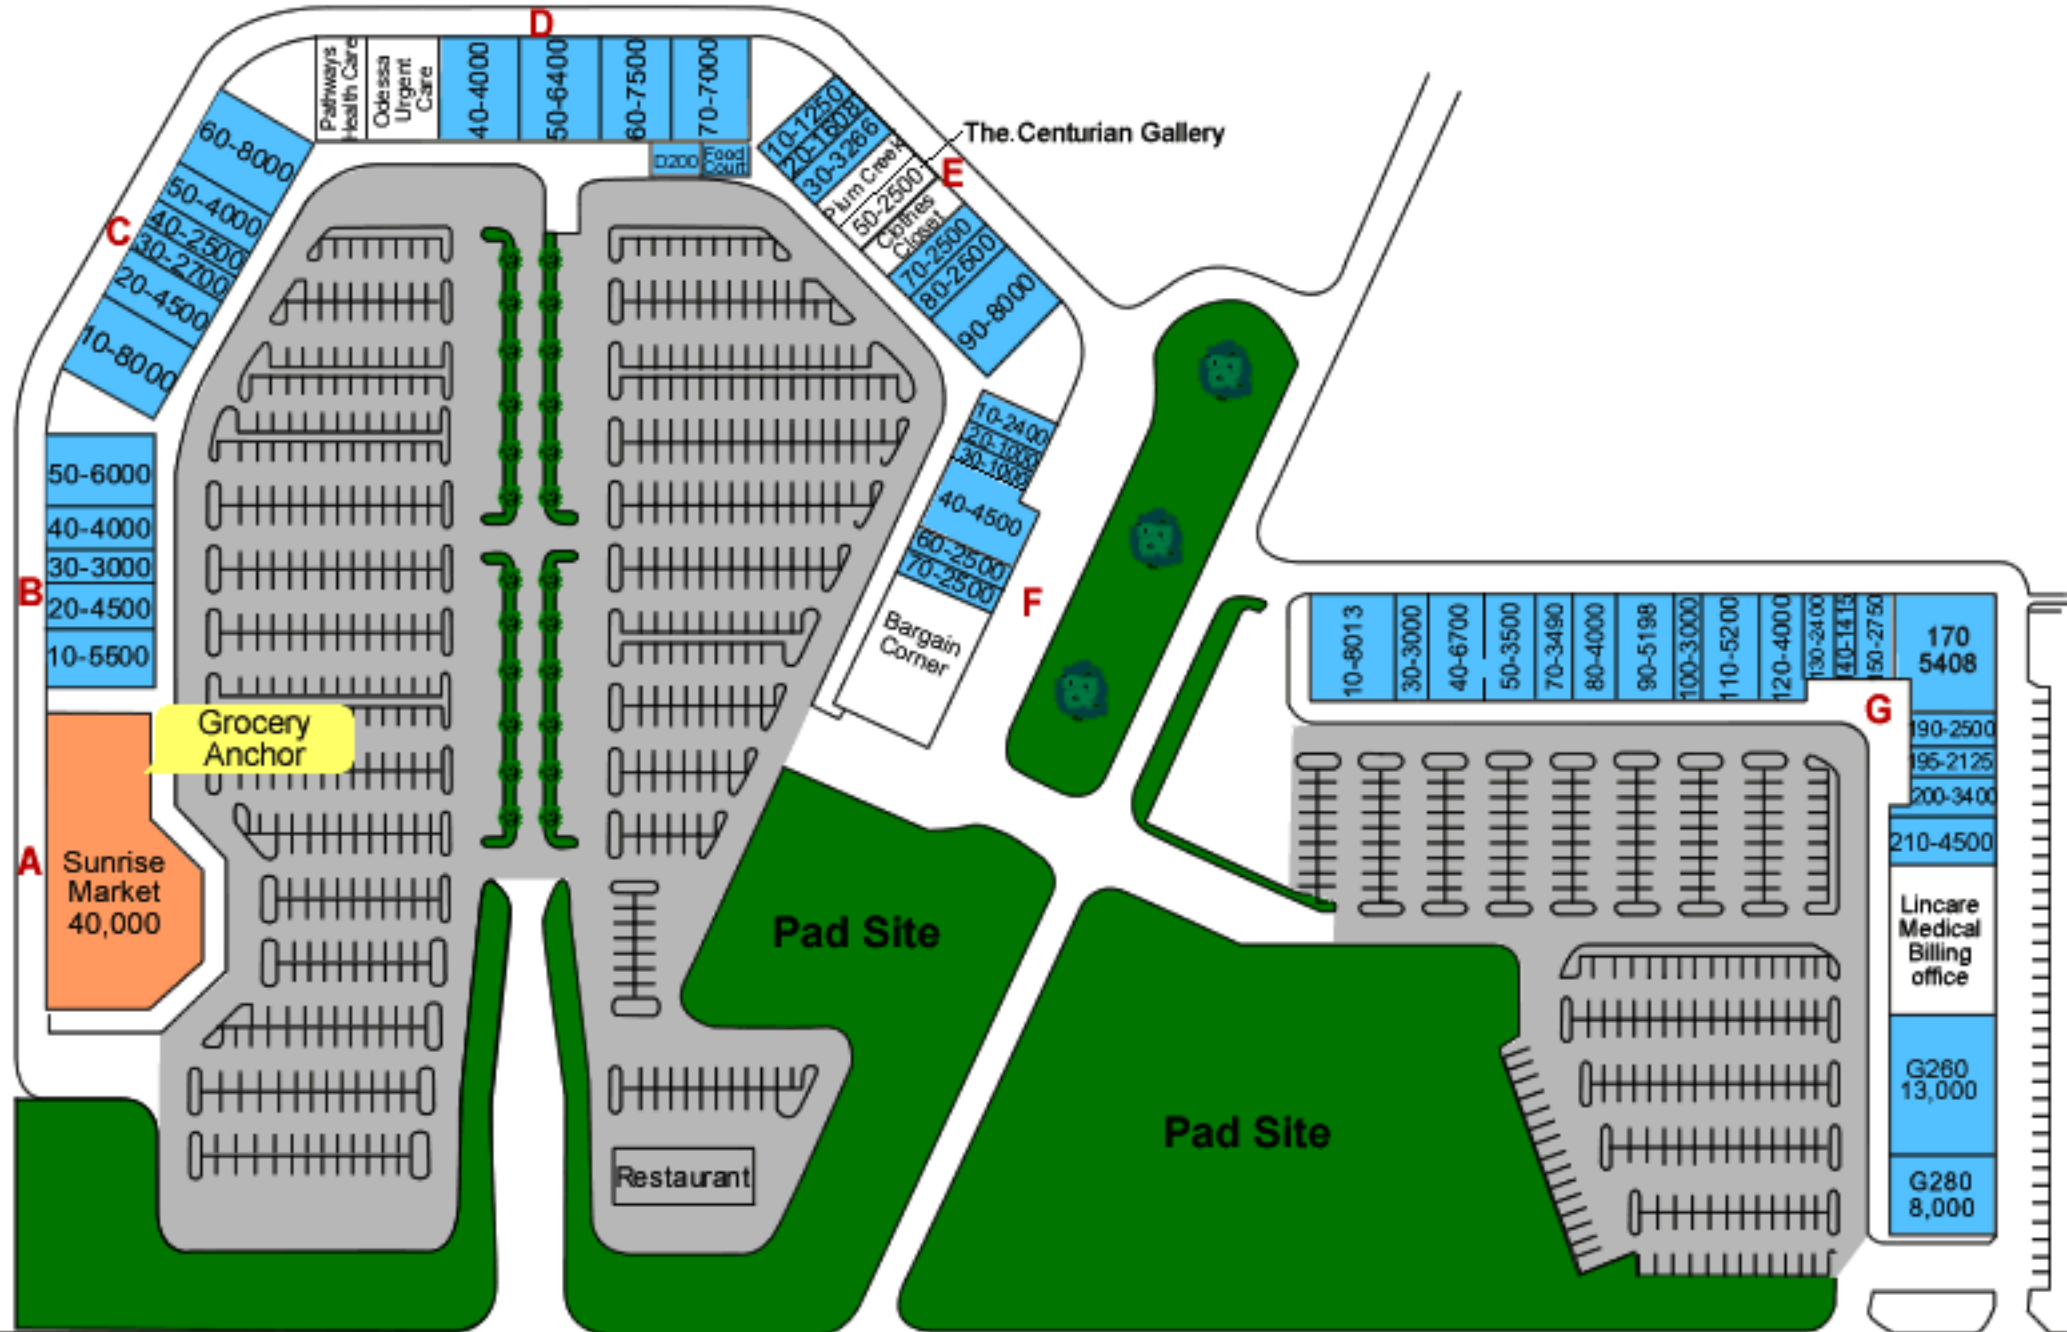 D
Pathways
Health Care
Odessa
Urgent
Care
40-4000
50-6400
60-7500
70-7000
D200
Food
Court
C
60-8000
50-4000
40-2500
30-2700
20-4500
10-8000
The.Centurian Gallery
E
10-1250
20-1608
30-3266
Plum Creek
50-2500
Clothes
Closet
70-2500
80-2500
90-8000
B
50-6000
40-4000
30-3000
20-4500
10-5500
F
10-2400
20-1000
30-1000
40-4500
60-2500
70-2500
Bargain
Corner
A
Grocery
Anchor
Sunrise
Market
40,000
G
10-8013
30-3000
40-6700
50-3500
70-3490
80-4000
90-5198
100-3000
110-5200
120-4000
130-2400
140-1415
150-2750
170
5408
190-2500
195-2125
200-3400
210-4500
Lincare
Medical
Billing
office
G260
13,000
G280
8,000
Pad Site
Pad Site
Restaurant